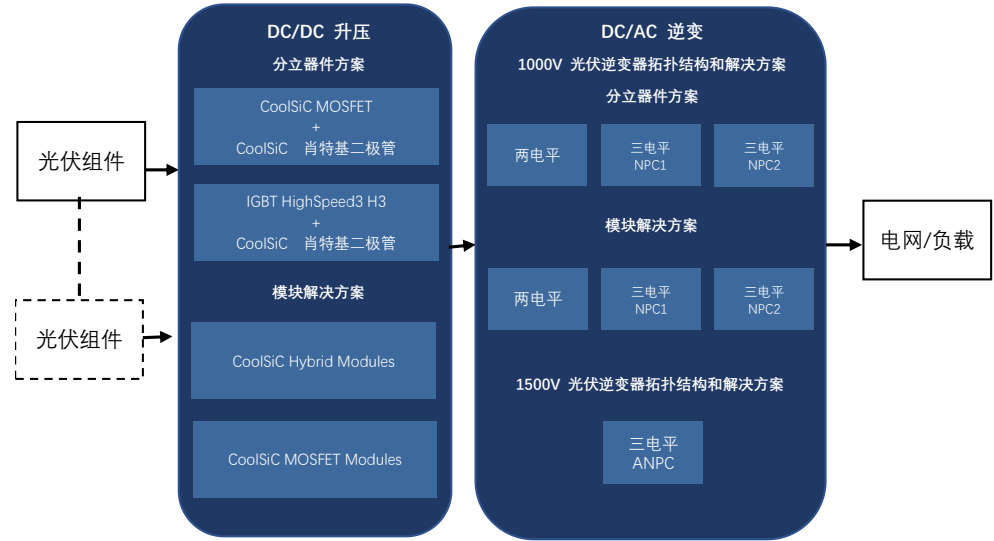 光伏组件
光伏组件
DC/DC 升压
分立器件方案
CoolSiC MOSFET
+
CoolSiC 肖特基二极管
IGBT HighSpeed3 H3
+
CoolSiC 肖特基二极管
模块解决方案
CoolSiC Hybrid Modules
CoolSiC MOSFET Modules
DC/AC 逆变
1000V 光伏逆变器拓扑结构和解决方案
分立器件方案
两电平
三电平
NPC1
三电平
NPC2
模块解决方案
两电平
三电平
NPC1
三电平
NPC2
1500V 光伏逆变器拓扑结构和解决方案
三电平
ANPC
电网/负载